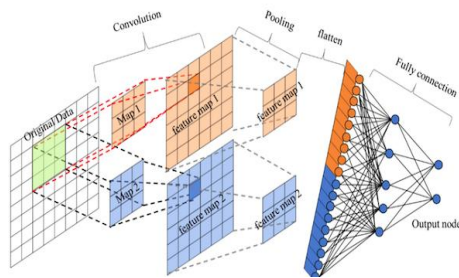 Convolution
Pooling
flatten
Fully connection
Original Data
Map 1
feature map 1
feature map 1
Map 2
feature map 2
feature map2
Output node